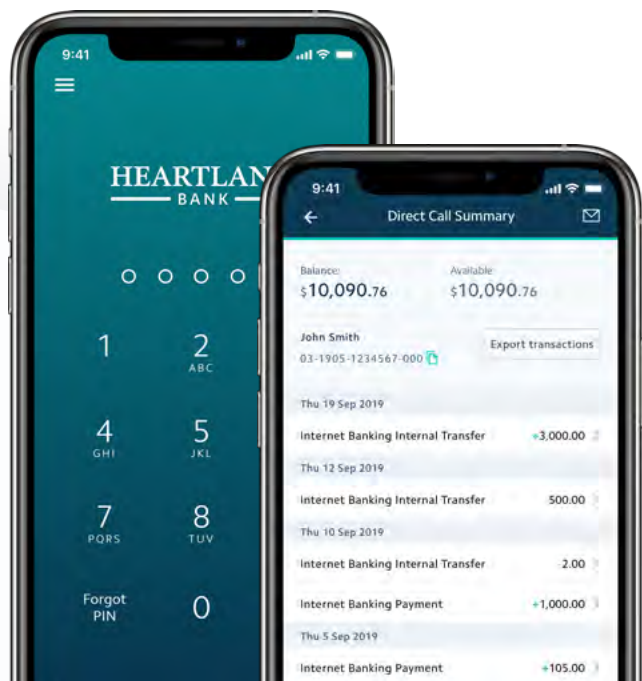 9:41
HEARTLAN
BANK
1
2
ABC
4
GHI
5
JKL
7
PQRS
8
TUV
Forgot
PIN
0
9:41
Direct Call Summary
Balance: Available
$10,090.76 $10,090.76
John Smith
03-1905-1234567-000
Export transactions
Thu 19 Sep 2019
Internet Banking Internal Transfer +3,000.00
Thu 12 Sep 2019
Internet Banking Internal Transfer 500.00
Thu 10 Sep 2019
Internet Banking Internal Transfer 2.00
Internet Banking Payment +1,000.00
Thu 5 Sep 2019
Internet Banking Payment +105.00